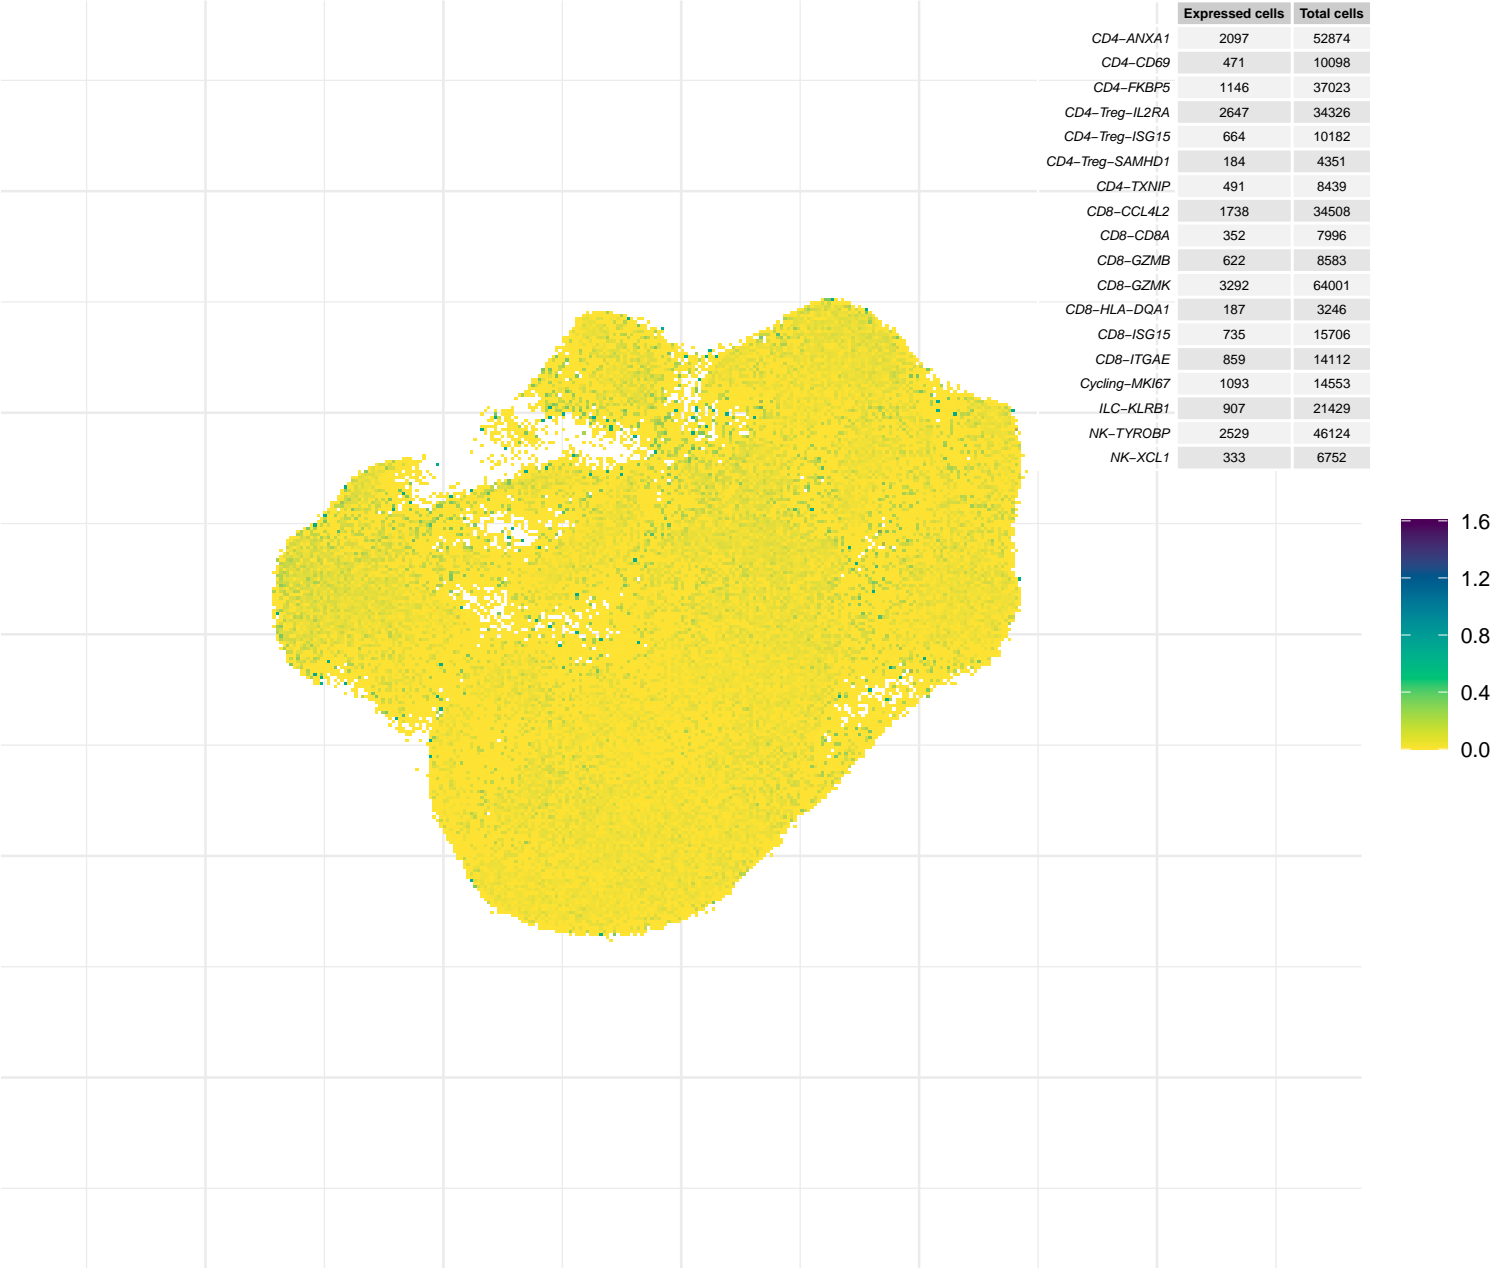 Expressed cells Total cells
CD4−ANXA1 2097 52874
CD4−CD69 471 10098
CD4−FKBP5 1146 37023
CD4−Treg−IL2RA 2647 34326
CD4−Treg−ISG15 664 10182
CD4−Treg−SAMHD1 184 4351
CD4−TXNIP 491 8439
CD8−CCL4L2 1738 34508
CD8−CD8A 352 7996
CD8−GZMB 622 8583
CD8−GZMK 3292 64001
CD8−HLA−DQA1 187 3246
CD8−ISG15 735 15706
CD8−ITGAE 859 14112
Cycling−MKI67 1093 14553
ILC−KLRB1 907 21429
NK−TYROBP 2529 46124
NK−XCL1 333 6752
1.6
1.2
0.8
0.4
0.0